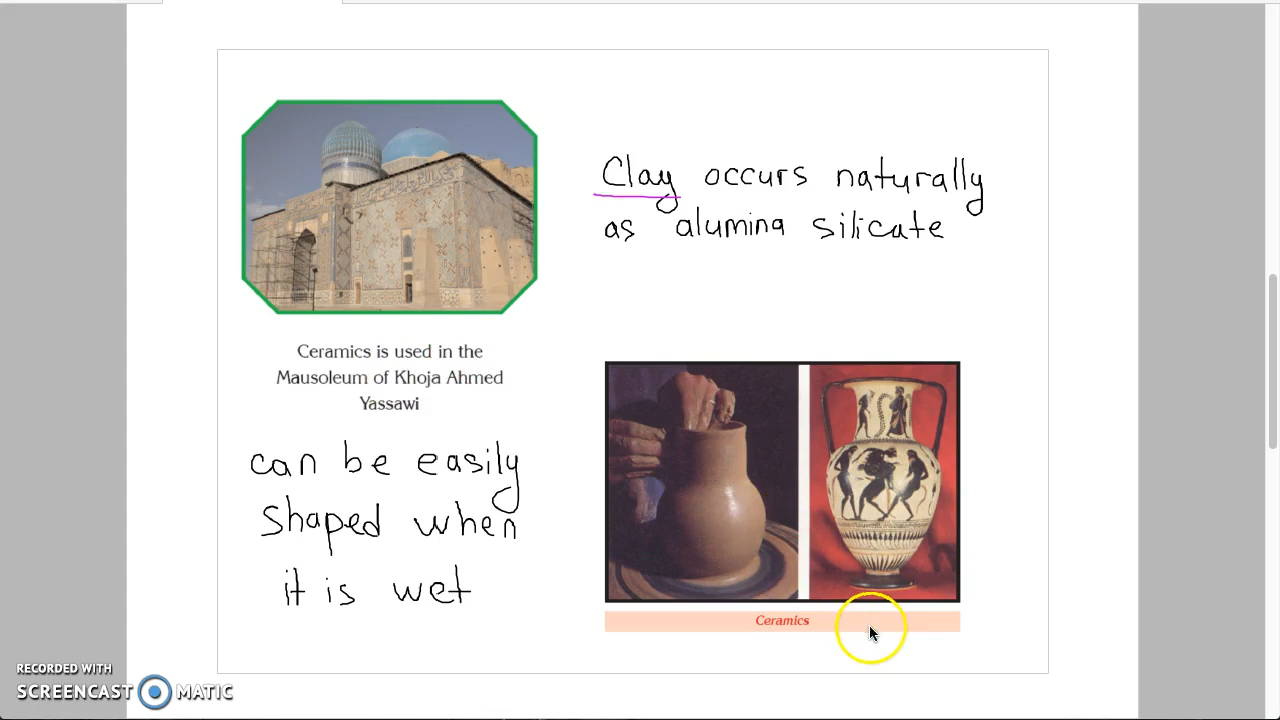 Clay occurs naturally
as alumina silicate
Ceramics is used in the
Mausoleum of Khoja Ahmed
Yassawi
can be easily
shaped when
it is wet
Ceramics
RECORDED WITH
SCREENCAST MATIC